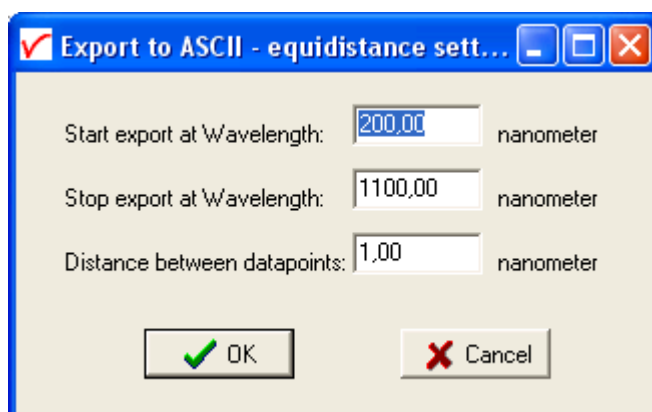 Export to ASCII - equidistance sett...
Start export at Wavelength: 200,00 nanometer
Stop export at Wavelength: 1100,00 nanometer
Distance between datapoints: 1,00 nanometer
OK Cancel